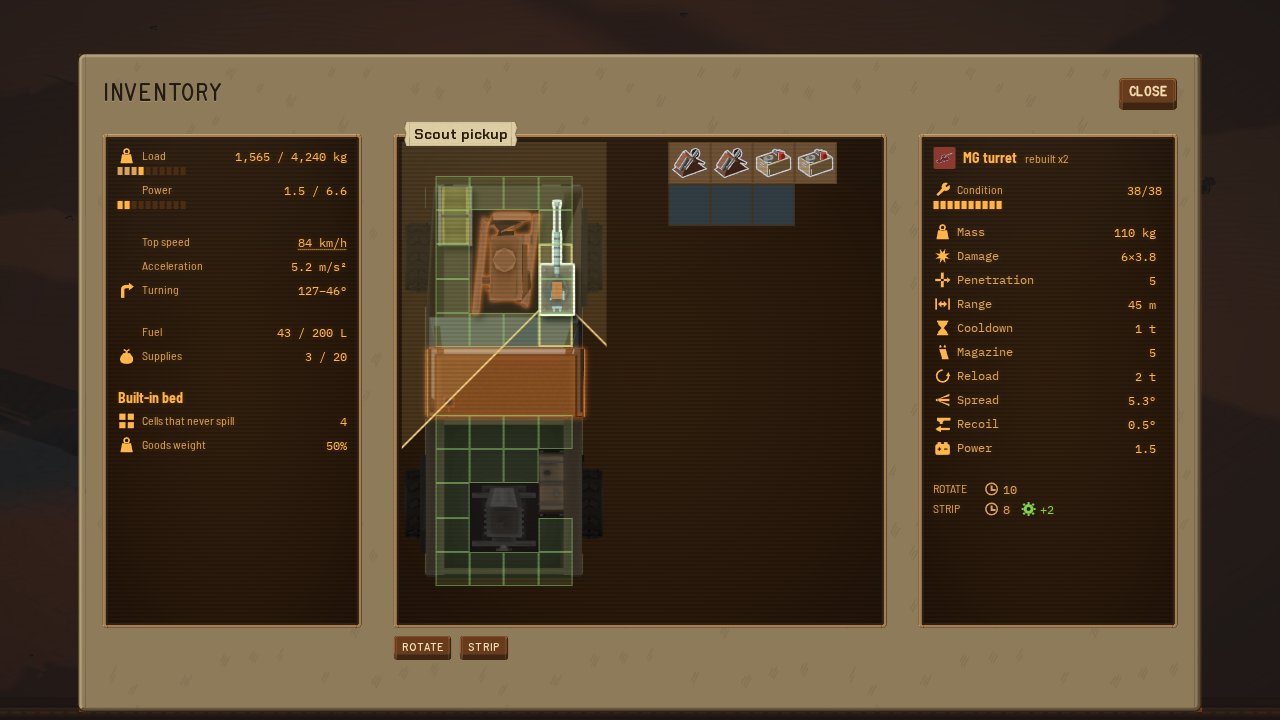 INVENTORY
CLOSE
Scout pickup
Load 1,565 / 4,240 kg
Power 1.5 / 6.6
Top speed 84 km/h
Acceleration 5.2 m/s²
Turning 127–46°
Fuel 43 / 200 L
Supplies 3 / 20
Built-in bed
Cells that never spill 4
Goods weight 50%
MG turret rebuilt x2
Condition 38/38
Mass 110 kg
Damage 6×3.8
Penetration 5
Range 45 m
Cooldown 1 t
Magazine 5
Reload 2 t
Spread 5.3°
Recoil 0.5°
Power 1.5
ROTATE 10
STRIP 8 +2
ROTATE STRIP